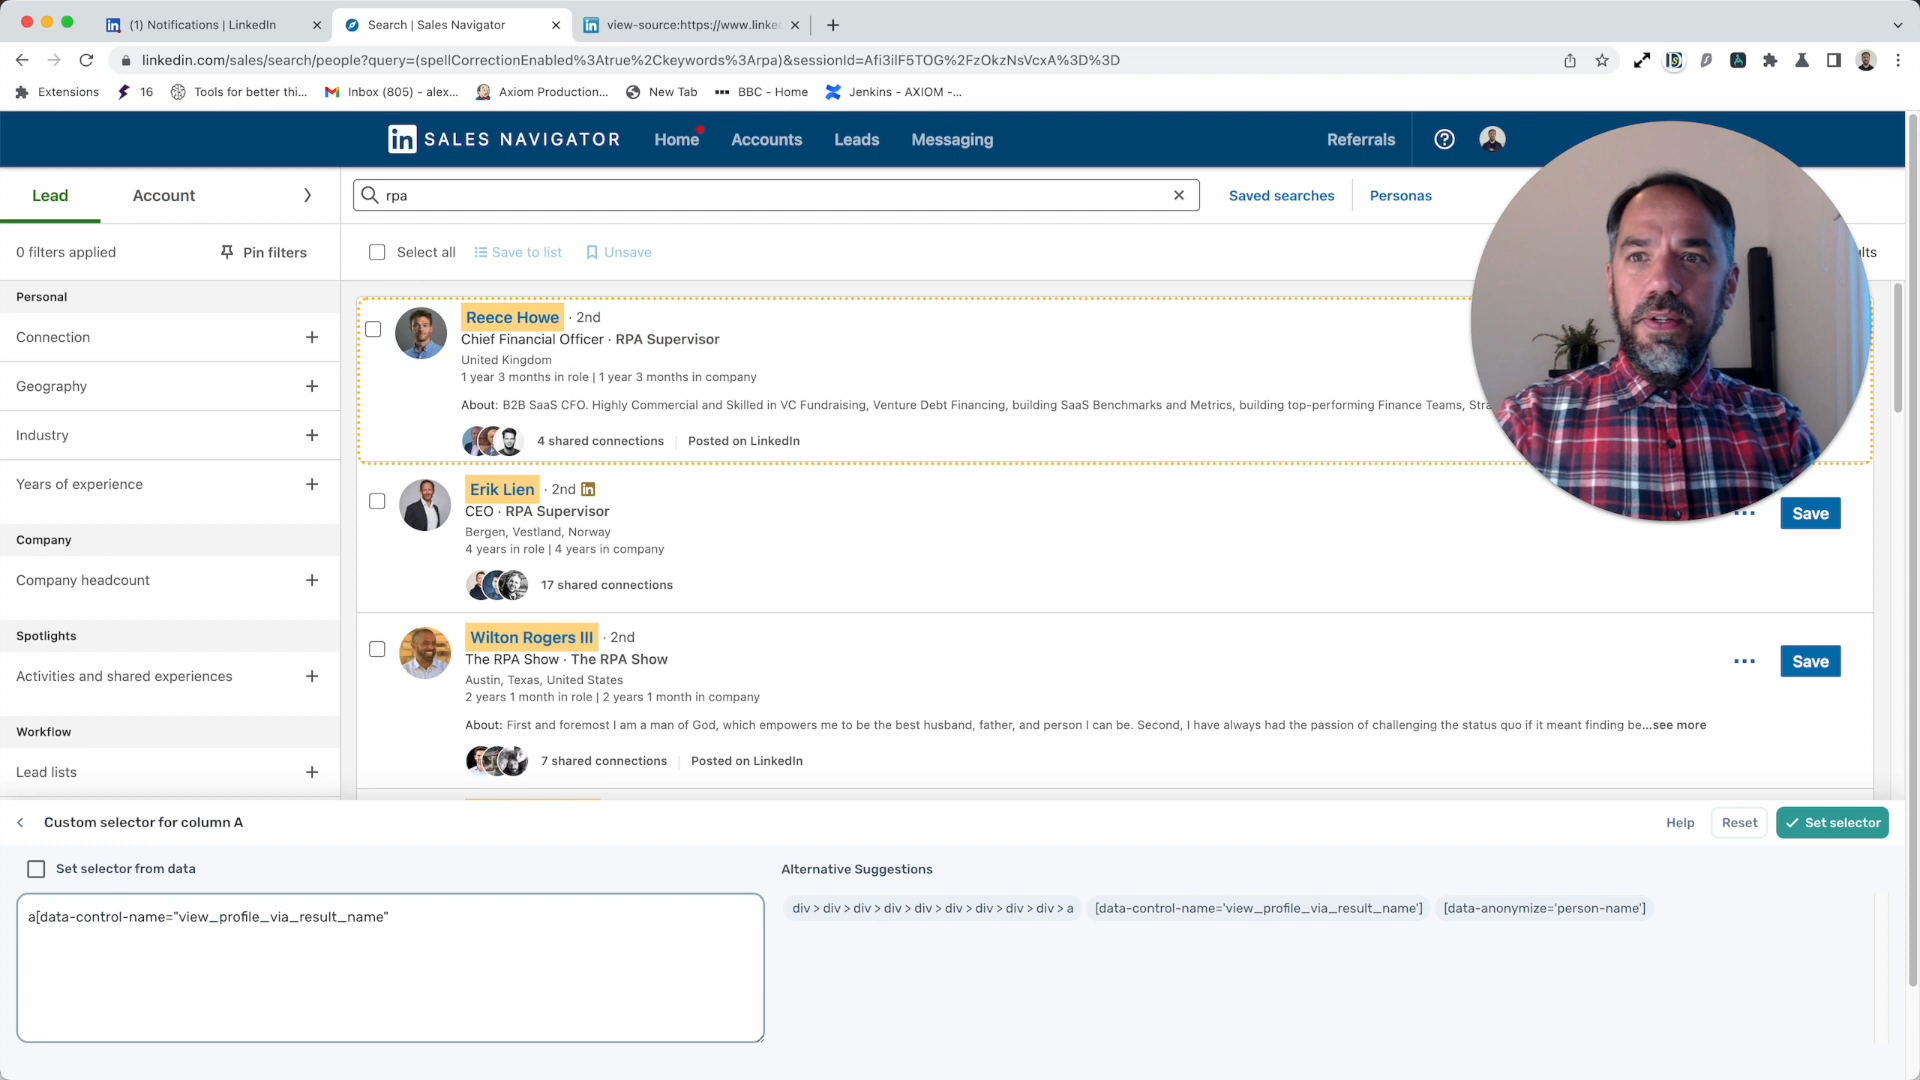 (1) Notifications | LinkedIn
Search | Sales Navigator
view-source:https://www.linke
linkedin.com/sales/search/people?query=(spellCorrectionEnabled%3Atrue%2Ckeywords%3Arpa)&sessionId=Afi3ilF5TOG%2FzOkzNsVcxA%3D%3D
Extensions
16
Tools for better thi...
Inbox (805) - alex...
Axiom Production...
New Tab
BBC - Home
Jenkins - AXIOM -...
in SALES NAVIGATOR
Home
Accounts
Leads
Messaging
Referrals
Lead
Account
rpa
Saved searches
Personas
0 filters applied
Pin filters
Select all
Save to list
Unsave
lts
Personal
Connection
Geography
Industry
Years of experience
Company
Company headcount
Spotlights
Activities and shared experiences
Workflow
Lead lists
Reece Howe · 2nd
Chief Financial Officer · RPA Supervisor
United Kingdom
1 year 3 months in role | 1 year 3 months in company
About: B2B SaaS CFO. Highly Commercial and Skilled in VC Fundraising, Venture Debt Financing, building SaaS Benchmarks and Metrics, building top-performing Finance Teams, Stra
4 shared connections
Posted on LinkedIn
Erik Lien · 2nd in
CEO · RPA Supervisor
Bergen, Vestland, Norway
4 years in role | 4 years in company
17 shared connections
Save
Wilton Rogers III · 2nd
The RPA Show · The RPA Show
Austin, Texas, United States
2 years 1 month in role | 2 years 1 month in company
About: First and foremost I am a man of God, which empowers me to be the best husband, father, and person I can be. Second, I have always had the passion of challenging the status quo if it meant finding be...see more
7 shared connections
Posted on LinkedIn
Save
Custom selector for column A
Help
Reset
Set selector
Set selector from data
a[data-control-name="view_profile_via_result_name"
Alternative Suggestions
div > div > div > div > div > div > div > div > div > a
[data-control-name='view_profile_via_result_name']
[data-anonymize='person-name']